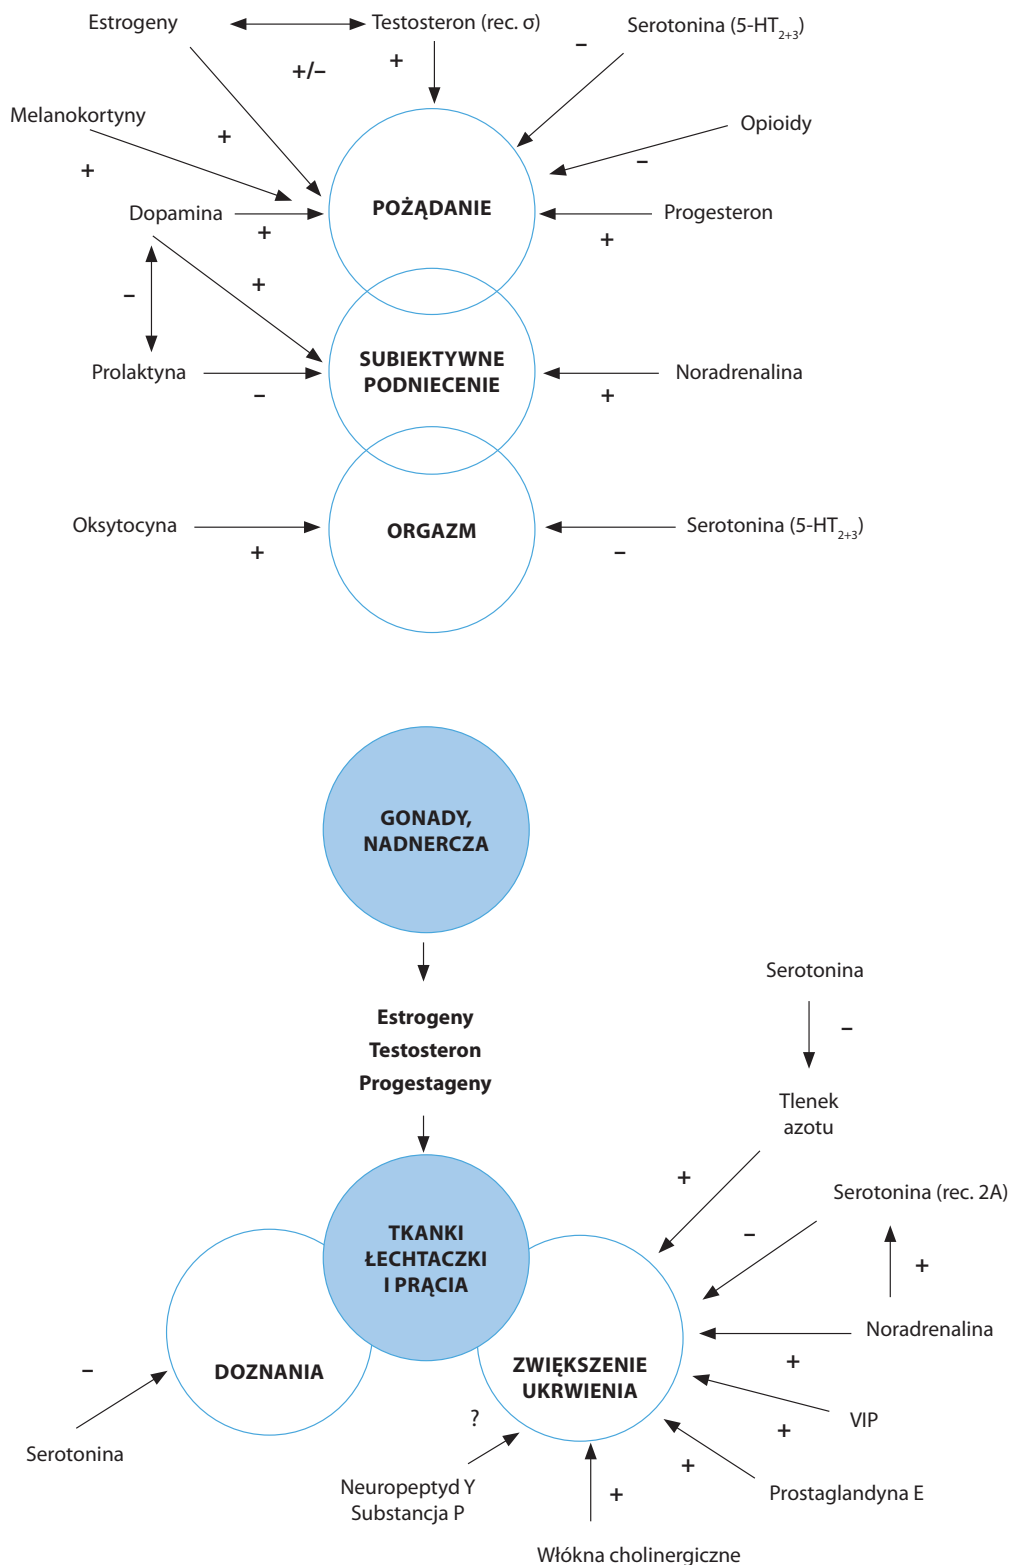 Estrogeny
Testosteron (rec. σ)
Serotonina (5-HT2+3)
–
+/–
+
Melanokortyny
+
Opioidy
–
+
POŻĄDANIE
Dopamina
+
Progesteron
+
+
–
SUBIEKTYWNE
PODNIECENIE
Prolaktyna
–
Noradrenalina
+
Oksytocyna
+
ORGAZM
Serotonina (5-HT2+3)
–
GONADY,
NADNERCZA
Estrogeny
Testosteron
Progestageny
Serotonina
–
Tlenek
azotu
+
Serotonina (rec. 2A)
–
+
TKANKI
ŁECHTACZKI
I PRĄCIA
Noradrenalina
+
DOZNANIA
ZWIĘKSZENIE
UKRWIENIA
–
Serotonina
?
VIP
+
Neuropeptyd Y
Substancja P
+
Prostaglandyna E
+
Włókna cholinergiczne